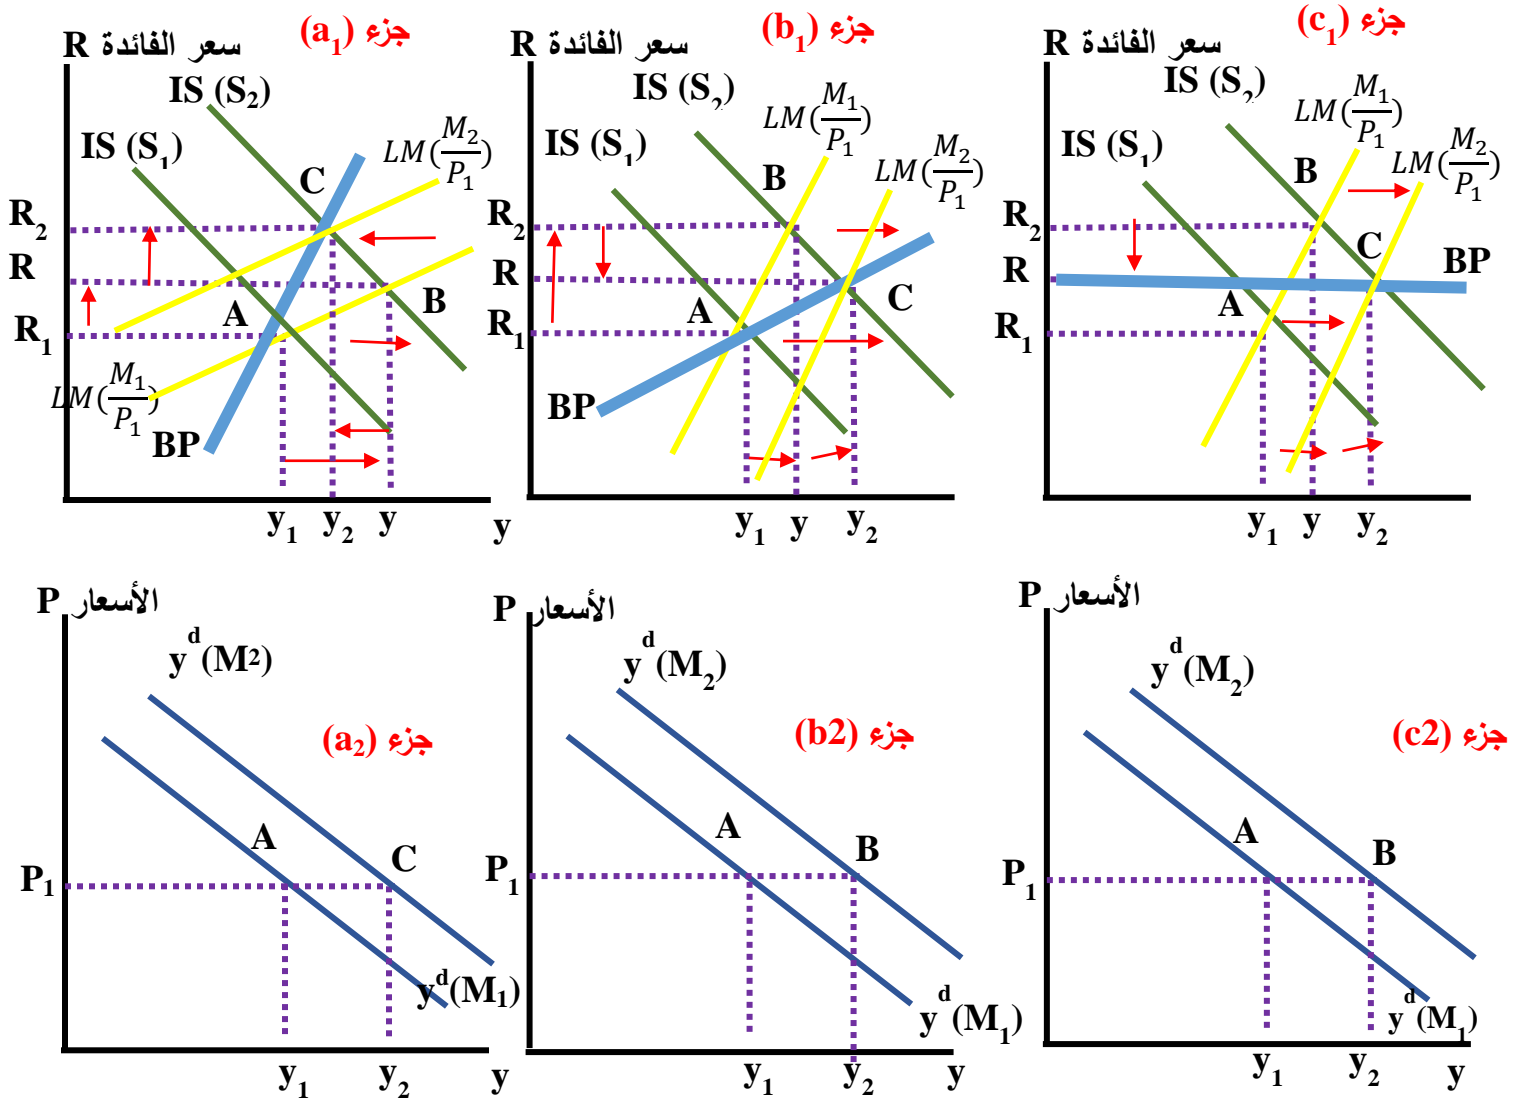 جزء (a₁)
R سعر الفائدة
IS (S₂)
IS (S₁)
LM(M₂/P₁)
C
R₂
R
B
A
R₁
LM(M₁/P₁)
BP
y₁ y₂ y y
جزء (b₁)
R سعر الفائدة
IS (S₂)
LM(M₁/P₁)
IS (S₁)
LM(M₂/P₁)
B
R₂
R
C
A
R₁
BP
y₁ y y₂
جزء (c₁)
R سعر الفائدة
IS (S₂)
LM(M₁/P₁)
IS (S₁)
LM(M₂/P₁)
B
R₂
C
R
BP
A
R₁
y₁ y y₂
P الأسعار
yᵈ(M2)
جزء (a₂)
A
C
P₁
yᵈ(M₁)
y₁ y₂ y
P الأسعار
yᵈ(M₂)
جزء (b2)
A
B
P₁
yᵈ(M₁)
y₁ y₂ y
P الأسعار
yᵈ(M₂)
جزء (c2)
A
B
P₁
yᵈ(M₁)
y₁ y₂ y